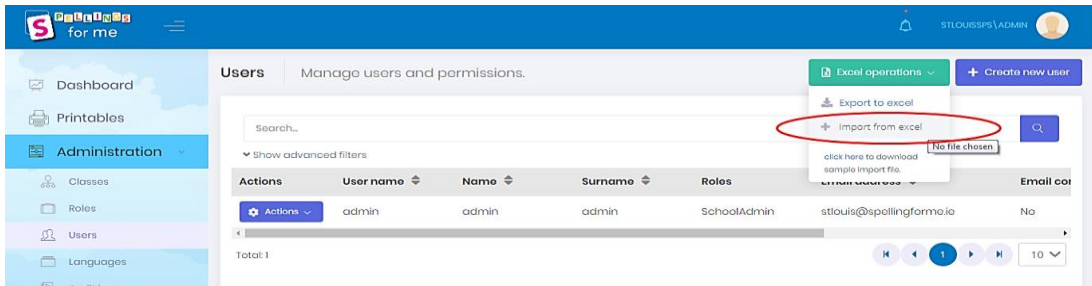 SPELLINGS
for me
STLOUISSPS\ADMIN
Dashboard
Printables
Administration
Classes
Roles
Users
Languages
Users
Manage users and permissions.
Excel operations
+ Create new user
Export to excel
+ Import from excel
No file chosen
click here to download
sample import file.
Search...
Show advanced filters
Actions User name Name Surname Roles Email address Email con
Actions admin admin admin SchoolAdmin stlouis@spellingforme.io No
Total: 1
1
10